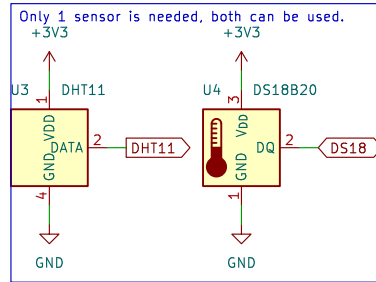 Only 1 sensor is needed, both can be used.
+3V3 +3V3
U3 DHT11 U4 DS18B20
1 3
VDD VDD
DATA 2 DHT11 DQ 2 DS18
GND GND
4 1
GND GND